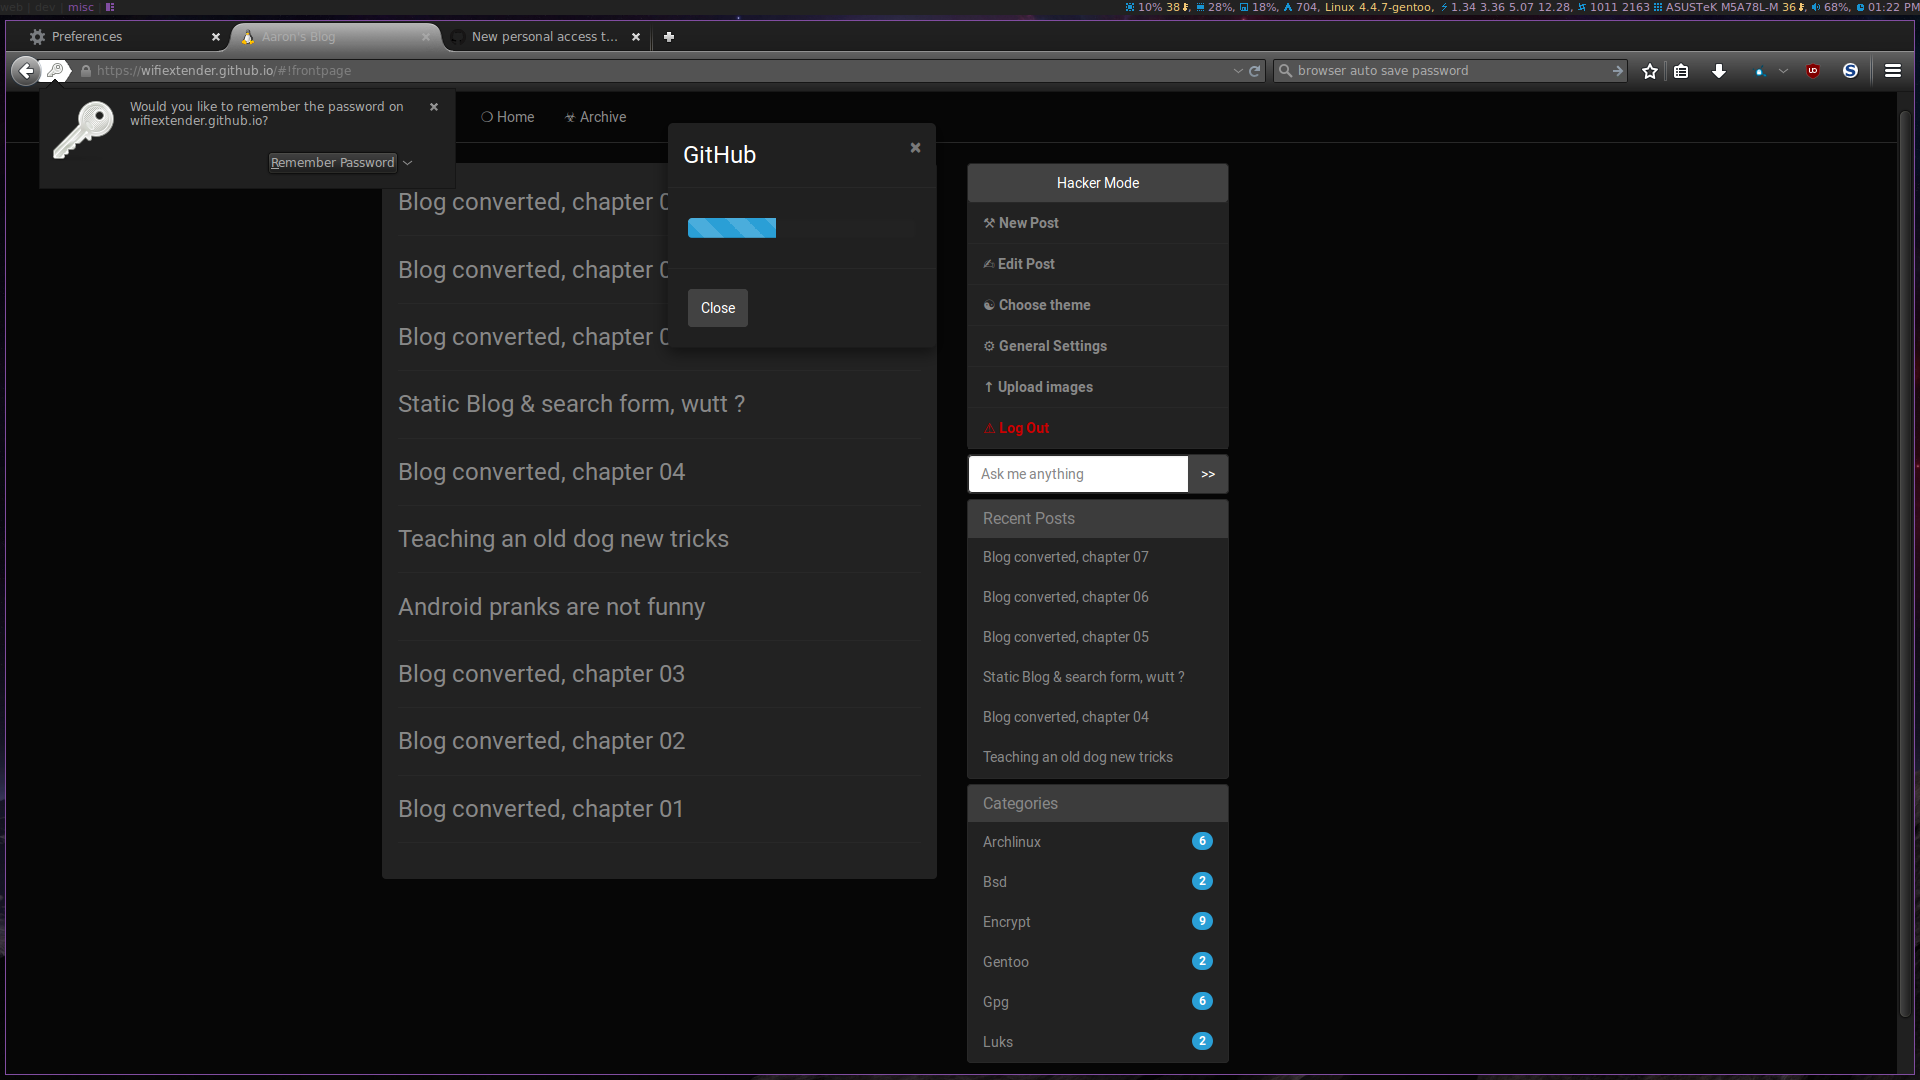 web | dev | misc |
10% 38, 28%, 18%, 704, Linux 4.4.7-gentoo, 1.34 3.36 5.07 12.28, 1011 2163 ASUSTeK M5A78L-M 36, 68%, 01:22 PM
Preferences
Aaron's Blog
New personal access t...
https://wifiextender.github.io/#!frontpage
browser auto save password
Would you like to remember the password on
wifiextender.github.io?
Remember Password
Home
Archive
GitHub
Close
Blog converted, chapter
Blog converted, chapter
Blog converted, chapter
Static Blog & search form, wutt ?
Blog converted, chapter 04
Teaching an old dog new tricks
Android pranks are not funny
Blog converted, chapter 03
Blog converted, chapter 02
Blog converted, chapter 01
Hacker Mode
New Post
Edit Post
Choose theme
General Settings
Upload images
Log Out
Ask me anything
>>
Recent Posts
Blog converted, chapter 07
Blog converted, chapter 06
Blog converted, chapter 05
Static Blog & search form, wutt ?
Blog converted, chapter 04
Teaching an old dog new tricks
Categories
Archlinux 6
Bsd 2
Encrypt 9
Gentoo 2
Gpg 6
Luks 2